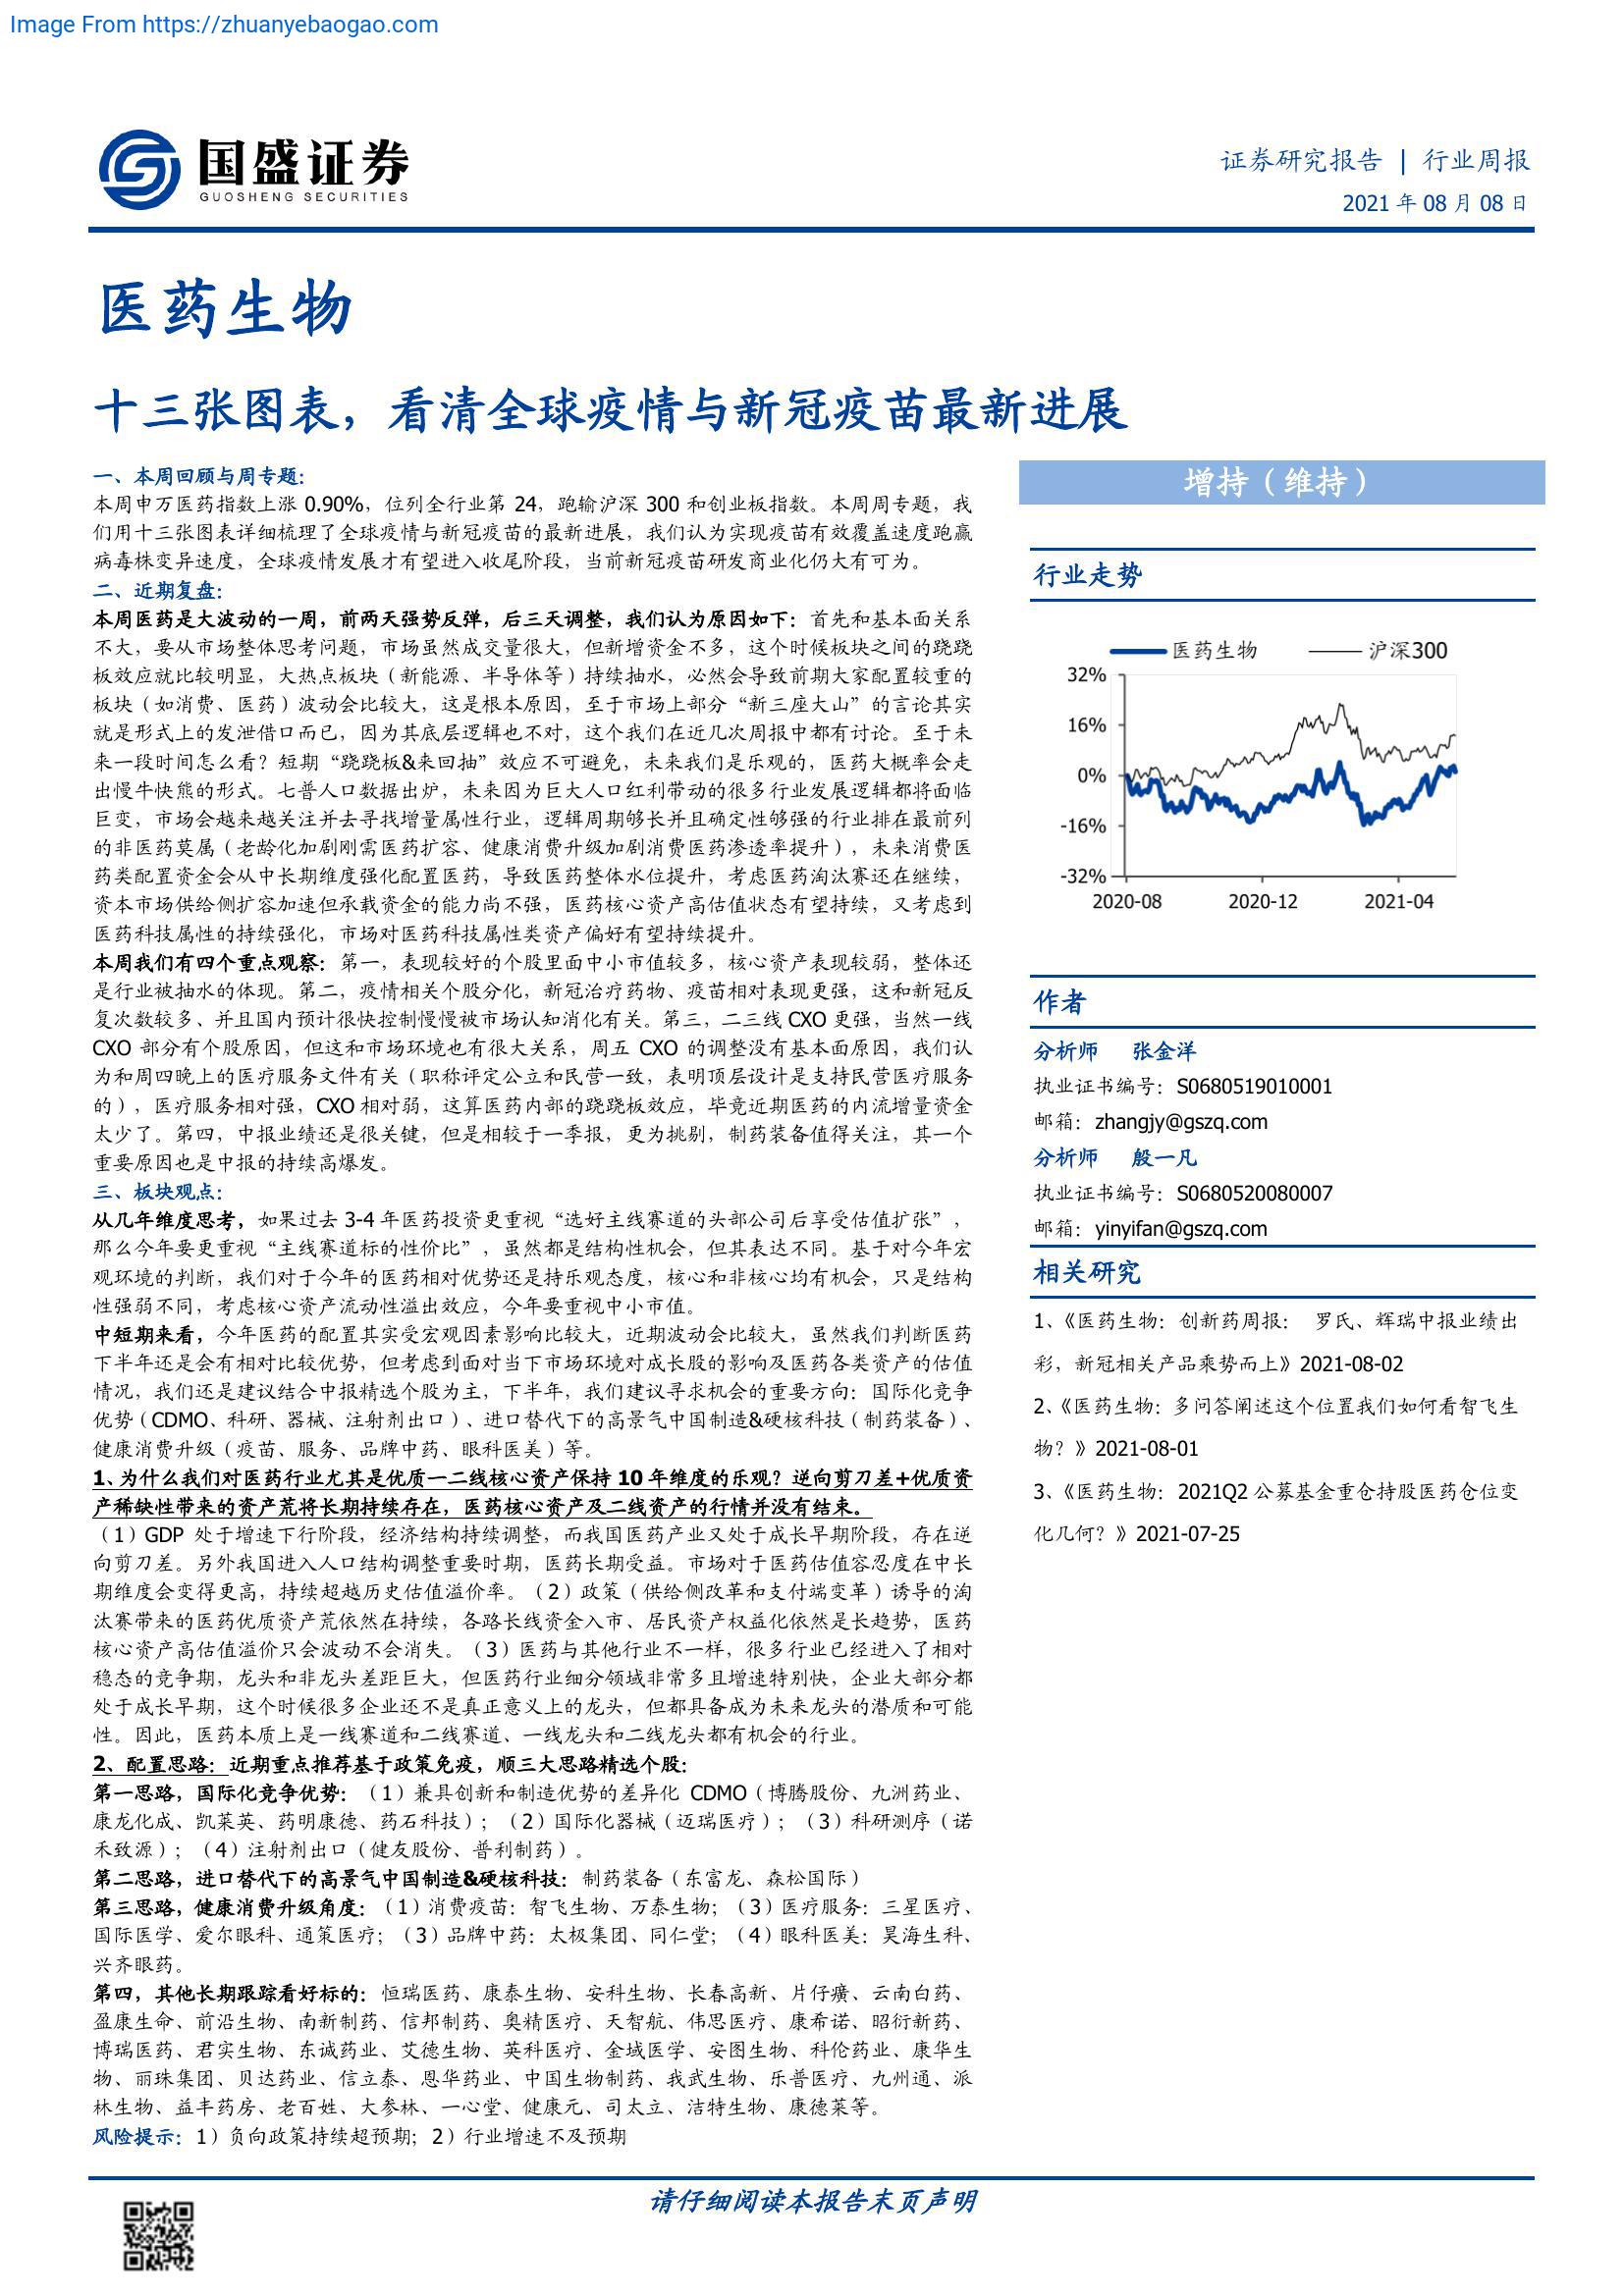 Image From https://zhuanyebaogao.com
国盛证券
GUOSHENG SECURITIES
证券研究报告 | 行业周报
2021 年 08 月 08 日
医药生物
十三张图表，看清全球疫情与新冠疫苗最新进展
一、本周回顾与周专题：
本周申万医药指数上涨 0.90%，位列全行业第 24，跑输沪深 300 和创业板指数。本周周专题，我
们用十三张图表详细梳理了全球疫情与新冠疫苗的最新进展，我们认为实现疫苗有效覆盖速度跑赢
病毒株变异速度，全球疫情发展才有望进入收尾阶段，当前新冠疫苗研发商业化仍大有可为。
二、近期复盘：
本周医药是大波动的一周，前两天强势反弹，后三天调整，我们认为原因如下：首先和基本面关系
不大，要从市场整体思考问题，市场虽然成交量很大，但新增资金不多，这个时候板块之间的跷跷
板效应就比较明显，大热点板块（新能源、半导体等）持续抽水，必然会导致前期大家配置较重的
板块（如消费、医药）波动会比较大，这是根本原因，至于市场上部分“新三座大山”的言论其实
就是形式上的发泄借口而已，因为其底层逻辑也不对，这个我们在近几次周报中都有讨论。至于未
来一段时间怎么看？短期“跷跷板&来回抽”效应不可避免，未来我们是乐观的，医药大概率会走
出慢牛快熊的形式。七普人口数据出炉，未来因为巨大人口红利带动的很多行业发展逻辑都将面临
巨变，市场会越来越关注并去寻找增量属性行业，逻辑周期够长并且确定性够强的行业排在最前列
的非医药莫属（老龄化加剧刚需医药扩容、健康消费升级加剧消费医药渗透率提升），未来消费医
药类配置资金会从中长期维度强化配置医药，导致医药整体水位提升，考虑医药淘汰赛还在继续，
资本市场供给侧扩容加速但承载资金的能力尚不强，医药核心资产高估值状态有望持续，又考虑到
医药科技属性的持续强化，市场对医药科技属性类资产偏好有望持续提升。
本周我们有四个重点观察：第一，表现较好的个股里面中小市值较多，核心资产表现较弱，整体还
是行业被抽水的体现。第二，疫情相关个股分化，新冠治疗药物、疫苗相对表现更强，这和新冠反
复次数较多、并且国内预计很快控制慢慢被市场认知消化有关。第三，二三线 CXO 更强，当然一线
CXO 部分有个股原因，但这和市场环境也有很大关系，周五 CXO 的调整没有基本面原因，我们认
为和周四晚上的医疗服务文件有关（职称评定公立和民营一致，表明顶层设计是支持民营医疗服务
的），医疗服务相对强，CXO 相对弱，这算医药内部的跷跷板效应，毕竟近期医药的内流增量资金
太少了。第四，中报业绩还是很关键，但是相较于一季报，更为挑剔，制药装备值得关注，其一个
重要原因也是中报的持续高爆发。
三、板块观点：
从几年维度思考，如果过去 3-4 年医药投资更重视“选好主线赛道的头部公司后享受估值扩张”，
那么今年要更重视“主线赛道标的性价比”，虽然都是结构性机会，但其表达不同。基于对今年宏
观环境的判断，我们对于今年的医药相对优势还是持乐观态度，核心和非核心均有机会，只是结构
性强弱不同，考虑核心资产流动性溢出效应，今年要重视中小市值。
中短期来看，今年医药的配置其实受宏观因素影响比较大，近期波动会比较大，虽然我们判断医药
下半年还是会有相对比较优势，但考虑到面对当下市场环境对成长股的影响及医药各类资产的估值
情况，我们还是建议结合中报精选个股为主，下半年，我们建议寻求机会的重要方向：国际化竞争
优势（CDMO、科研、器械、注射剂出口）、进口替代下的高景气中国制造&硬核科技（制药装备）、
健康消费升级（疫苗、服务、品牌中药、眼科医美）等。
1、为什么我们对医药行业尤其是优质一二线核心资产保持 10 年维度的乐观？逆向剪刀差+优质资
产稀缺性带来的资产荒将长期持续存在，医药核心资产及二线资产的行情并没有结束。
（1）GDP 处于增速下行阶段，经济结构持续调整，而我国医药产业又处于成长早期阶段，存在逆
向剪刀差。另外我国进入人口结构调整重要时期，医药长期受益。市场对于医药估值容忍度在中长
期维度会变得更高，持续超越历史估值溢价率。（2）政策（供给侧改革和支付端变革）诱导的淘
汰赛带来的医药优质资产荒依然在持续，各路长线资金入市、居民资产权益化依然是长趋势，医药
核心资产高估值溢价只会波动不会消失。（3）医药与其他行业不一样，很多行业已经进入了相对
稳态的竞争期，龙头和非龙头差距巨大，但医药行业细分领域非常多且增速特别快，企业大部分都
处于成长早期，这个时候很多企业还不是真正意义上的龙头，但都具备成为未来龙头的潜质和可能
性。因此，医药本质上是一线赛道和二线赛道、一线龙头和二线龙头都有机会的行业。
2、配置思路：近期重点推荐基于政策免疫，顺三大思路精选个股：
第一思路，国际化竞争优势：（1）兼具创新和制造优势的差异化 CDMO（博腾股份、九洲药业、
康龙化成、凯莱英、药明康德、药石科技）；（2）国际化器械（迈瑞医疗）；（3）科研测序（诺
禾致源）；（4）注射剂出口（健友股份、普利制药）。
第二思路，进口替代下的高景气中国制造&硬核科技：制药装备（东富龙、森松国际）
第三思路，健康消费升级角度：（1）消费疫苗：智飞生物、万泰生物；（3）医疗服务：三星医疗、
国际医学、爱尔眼科、通策医疗；（3）品牌中药：太极集团、同仁堂；（4）眼科医美：昊海生科、
兴齐眼药。
第四，其他长期跟踪看好标的：恒瑞医药、康泰生物、安科生物、长春高新、片仔癀、云南白药、
盈康生命、前沿生物、南新制药、信邦制药、奥精医疗、天智航、伟思医疗、康希诺、昭衍新药、
博瑞医药、君实生物、东诚药业、艾德生物、英科医疗、金域医学、安图生物、科伦药业、康华生
物、丽珠集团、贝达药业、信立泰、恩华药业、中国生物制药、我武生物、乐普医疗、九州通、派
林生物、益丰药房、老百姓、大参林、一心堂、健康元、司太立、洁特生物、康德莱等。
风险提示：1）负向政策持续超预期；2）行业增速不及预期
增持（维持）
行业走势
医药生物 沪深300
32%
16%
0%
-16%
-32%
2020-08 2020-12 2021-04
作者
分析师 张金洋
执业证书编号：S0680519010001
邮箱：zhangjy@gszq.com
分析师 殷一凡
执业证书编号：S0680520080007
邮箱：yinyifan@gszq.com
相关研究
1、《医药生物：创新药周报： 罗氏、辉瑞中报业绩出
彩，新冠相关产品乘势而上》2021-08-02
2、《医药生物：多问答阐述这个位置我们如何看智飞生
物？》2021-08-01
3、《医药生物：2021Q2 公募基金重仓持股医药仓位变
化几何？》2021-07-25
请仔细阅读本报告末页声明